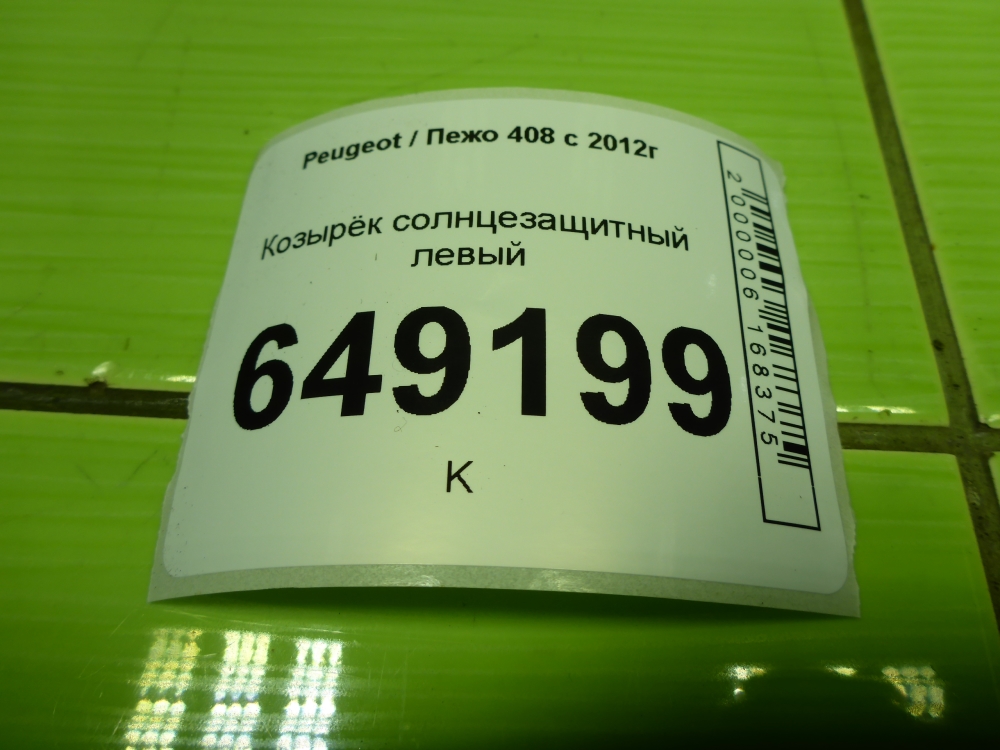 Peugeot / Пежо 408 с 2012г
Козырёк солнцезащитный
левый
649199
К
2000006168375